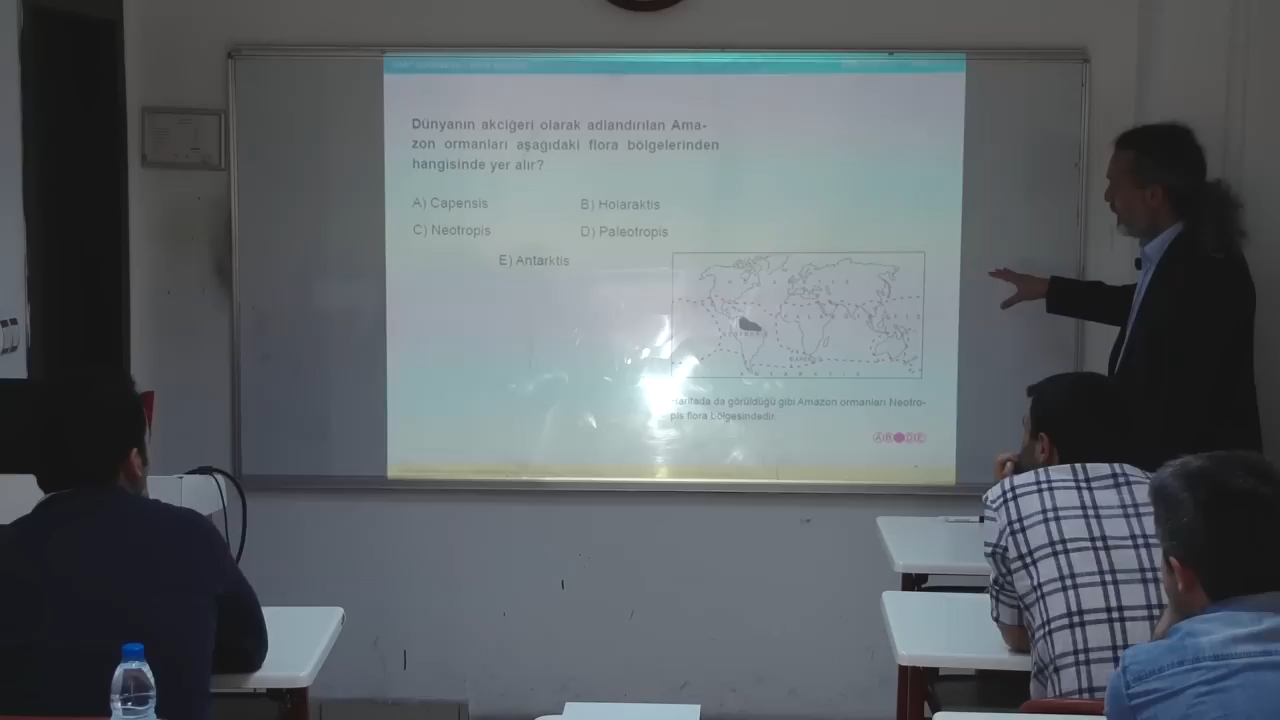 Dünyanın akciğeri olarak adlandırılan Ama-
zon ormanları aşağıdaki flora bölgelerinden
hangisinde yer alır?
A) Capensis
B) Holaraktis
C) Neotropis
D) Paleotropis
E) Antarktis
Haritada da görüldüğü gibi Amazon ormanları Neotro-
pis flora bölgesindedir.
A B D E